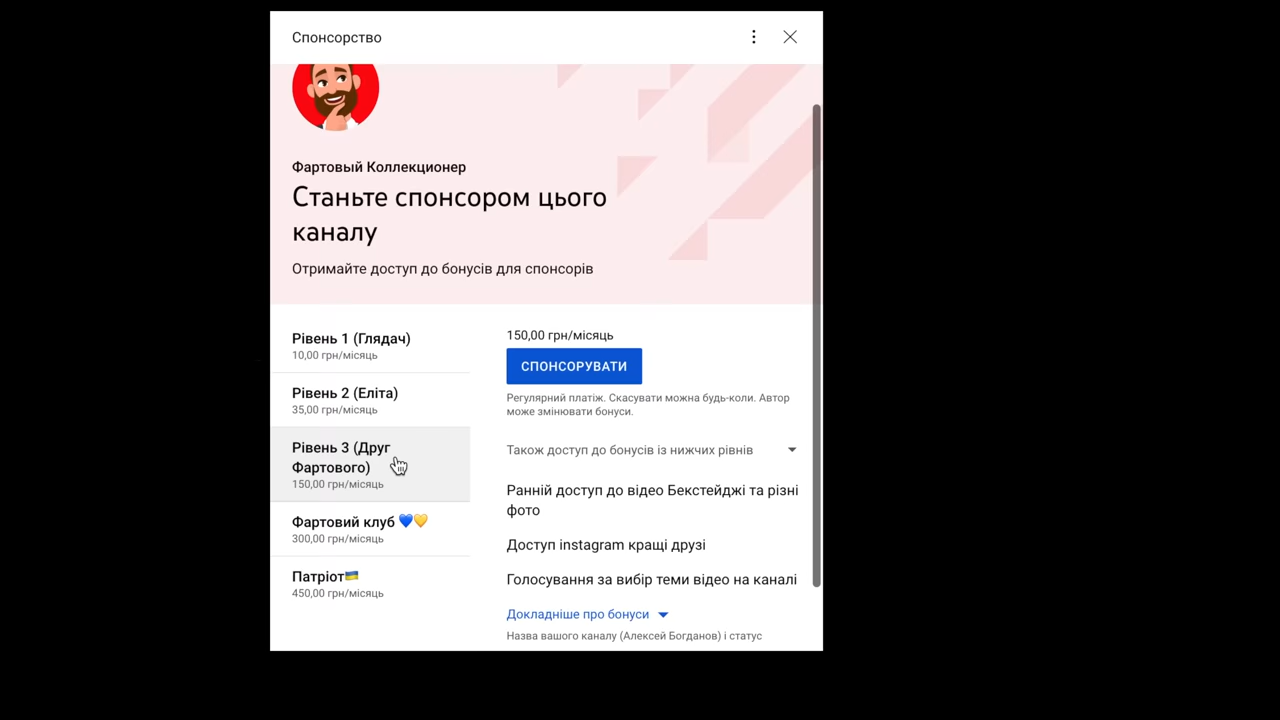 Спонсорство
Фартовый Коллекционер
Станьте спонсором цього
каналу
Отримайте доступ до бонусів для спонсорів
Рівень 1 (Глядач)
10,00 грн/місяць
Рівень 2 (Еліта)
35,00 грн/місяць
Рівень 3 (Друг
Фартового)
150,00 грн/місяць
Фартовий клуб 💙💛
300,00 грн/місяць
Патріот🇺🇦
450,00 грн/місяць
150,00 грн/місяць
СПОНСОРУВАТИ
Регулярний платіж. Скасувати можна будь-коли. Автор
може змінювати бонуси.
Також доступ до бонусів із нижчих рівнів
Ранній доступ до відео Бекстейджі та різні
фото
Доступ instagram кращі друзі
Голосування за вибір теми відео на каналі
Докладніше про бонуси
Назва вашого каналу (Алексей Богданов) і статус